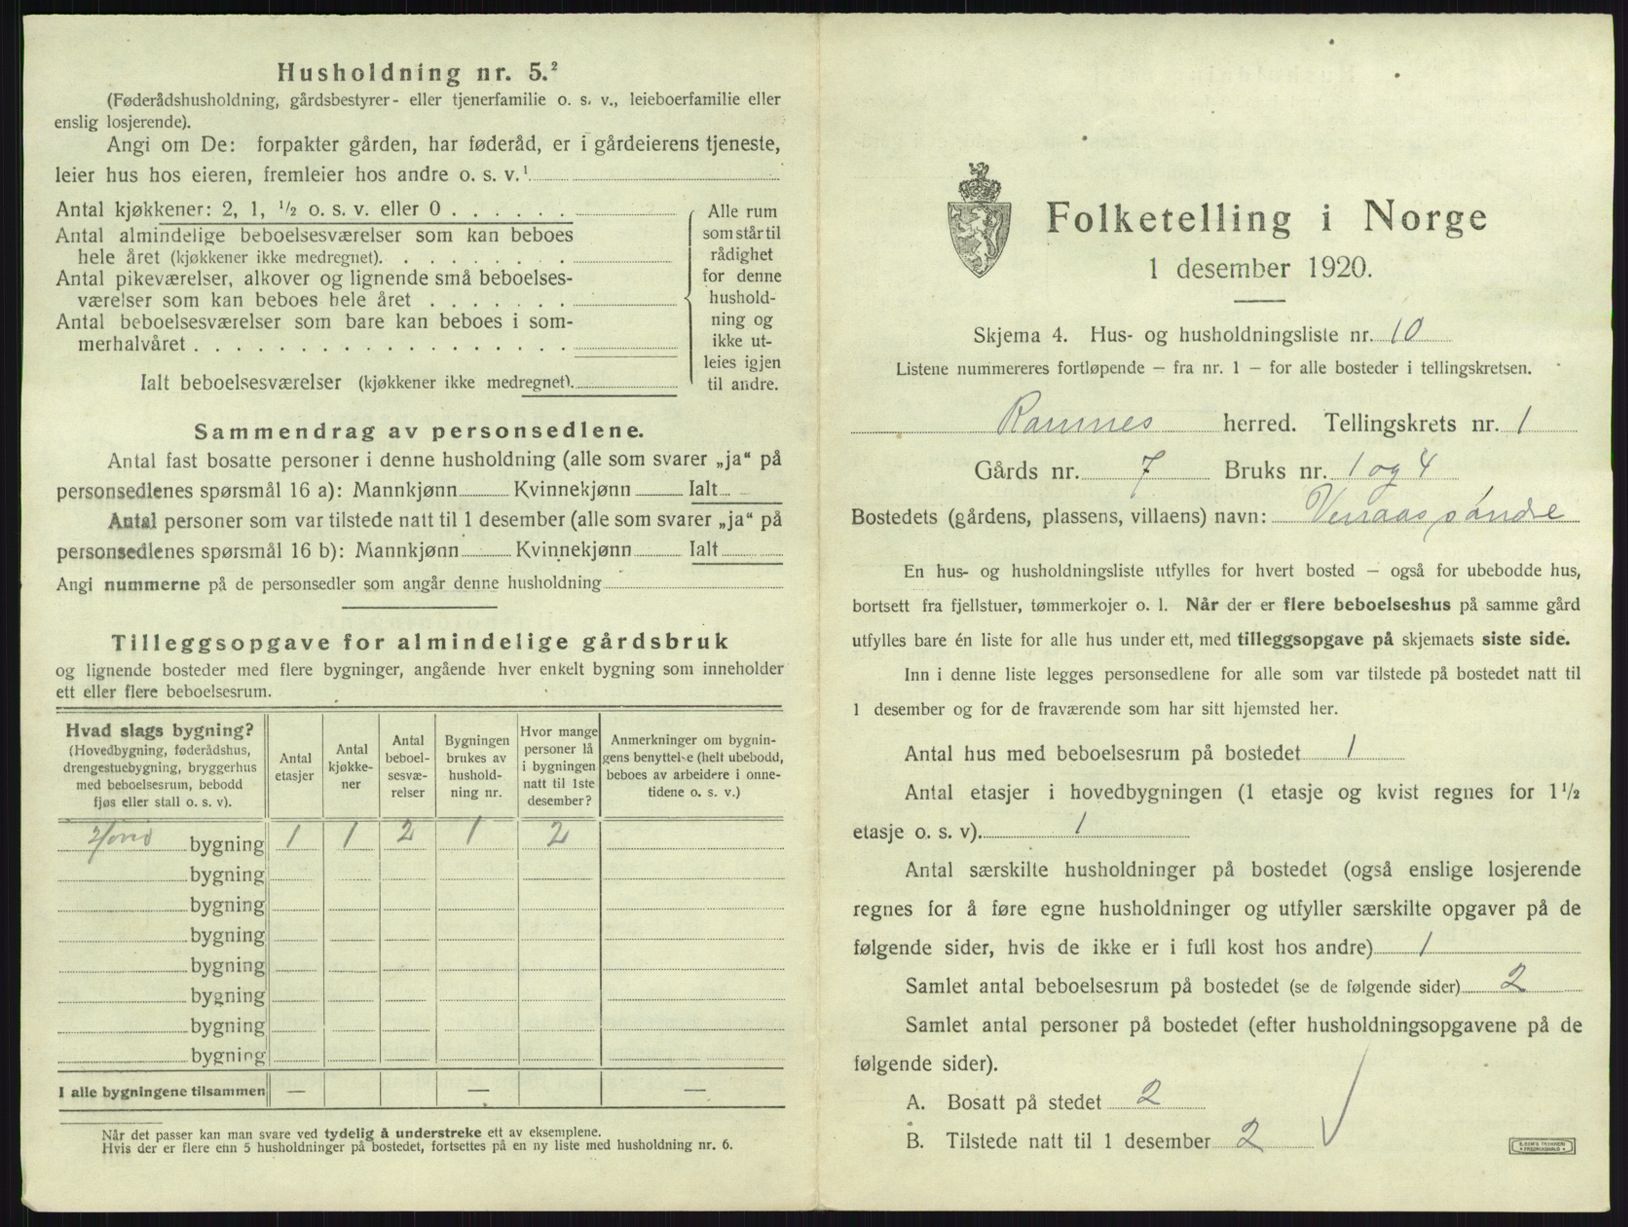 Husholdning nr. 5.²
(Føderådshusholdning, gårdsbestyrer- eller tjenerfamilie o. s. v., leieboerfamilie eller
enslig losjerende).
Angi om De: forpakter gården, har føderåd, er i gårdeierens tjeneste,
leier hus hos eieren, fremleier hos andre o. s. v.¹
Antal kjøkkener: 2, 1, ½ o. s. v. eller 0 . . . . . .
Antal almindelige beboelsesværelser som kan beboes
hele året (kjøkkener ikke medregnet). . . . . . . .
Antal pikeværelser, alkover og lignende små beboelses-
værelser som kan beboes hele året . . . . . . .
Antal beboelsesværelser som bare kan beboes i som-
merhalvåret . . . . . . . . . . . . . . .
Ialt beboelsesværelser (kjøkkener ikke medregnet).
Alle rum
som står til
rådighet
for denne
hushold-
ning og
ikke ut-
leies igjen
til andre.
Sammendrag av personsedlene.
Antal fast bosatte personer i denne husholdning (alle som svarer „ja“ på
personsedlenes spørsmål 16 a): Mannkjønn Kvinnekjønn Ialt
Antal personer som var tilstede natt til 1 desember (alle som svarer „ja“ på
personsedlenes spørsmål 16 b): Mannkjønn Kvinnekjønn Ialt
Angi nummerne på de personsedler som angår denne husholdning
Tilleggsopgave for almindelige gårdsbruk
og lignende bosteder med flere bygninger, angående hver enkelt bygning som inneholder
ett eller flere beboelsesrum.
Hvad slags bygning?
(Hovedbygning, føderådshus,
drengestuebygning, bryggerhus
med beboelsesrum, bebodd
fjøs eller stall o. s. v).
Antal
etasjer
Antal
kjøkke-
ner
Antal
beboel-
sesvæ-
relser
Bygningen
brukes av
hushold-
ning nr.
Hvor mange
personer lå
i bygningen
natt til 1ste
desember?
Anmerkninger om bygnin-
gens benyttelse (helt ubebodd,
beboes av arbeidere i onne-
tidene o. s. v.)
Hoved bygning 1 1 2 1 2
bygning
bygning
bygning
bygning
bygning
bygning
bygning
I alle bygningene tilsammen — — —
Når det passer kan man svare ved tydelig å understreke ett av eksemplene.
Hvis der er flere enn 5 husholdninger på bostedet, fortsettes på en ny liste med husholdning nr. 6.
Folketelling i Norge
1 desember 1920.
Skjema 4. Hus- og husholdningsliste nr. 10
Listene nummereres fortløpende — fra nr. 1 — for alle bosteder i tellingskretsen.
Ramnes herred. Tellingskrets nr. 1
Gårds nr. 7 Bruks nr. 1 og 4
Bostedets (gårdens, plassens, villaens) navn: søndre
En hus- og husholdningsliste utfylles for hvert bosted — også for ubebodde hus,
bortsett fra fjellstuer, tømmerkojer o. l. Når der er flere beboelseshus på samme gård
utfylles bare én liste for alle hus under ett, med tilleggsopgave på skjemaets siste side.
Inn i denne liste legges personsedlene for alle som var tilstede på bostedet natt til
1 desember og for de fraværende som har sitt hjemsted her.
Antal hus med beboelsesrum på bostedet 1
Antal etasjer i hovedbygningen (1 etasje og kvist regnes for 1½
etasje o. s. v). 1
Antal særskilte husholdninger på bostedet (også enslige losjerende
regnes for å føre egne husholdninger og utfyller særskilte opgaver på de
følgende sider, hvis de ikke er i full kost hos andre) 1
Samlet antal beboelsesrum på bostedet (se de følgende sider) 2
Samlet antal personer på bostedet (efter husholdningsopgavene på de
følgende sider).
A. Bosatt på stedet 2
B. Tilstede natt til 1 desember 2